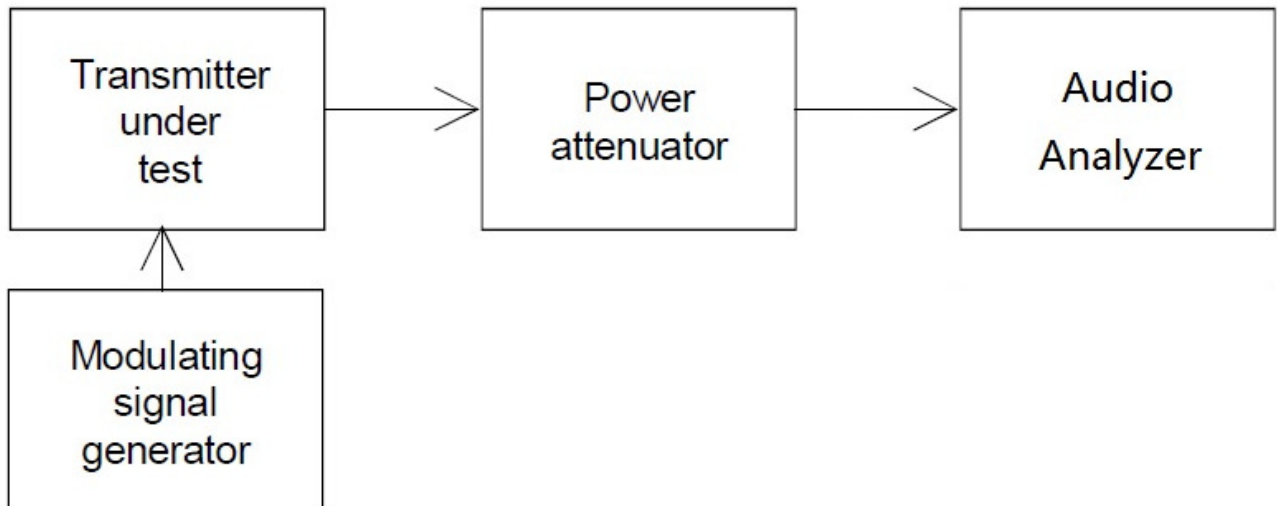 Transmitter
under
test
Power
attenuator
Audio
Analyzer
Modulating
signal
generator